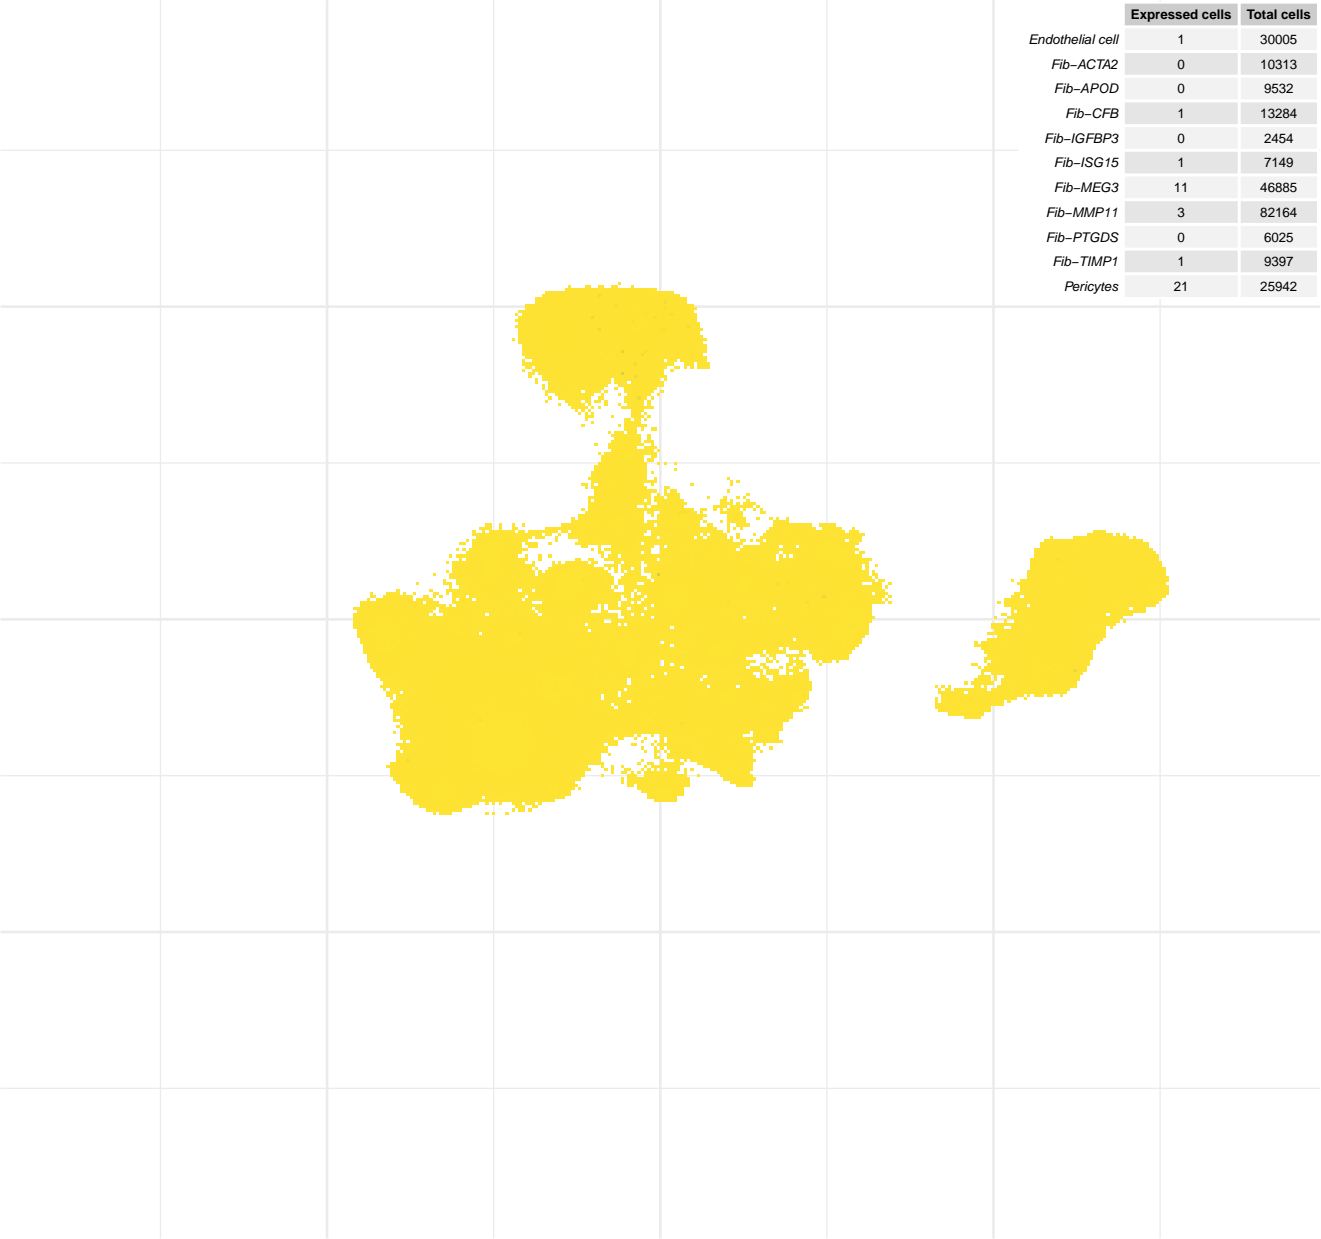 Expressed cells Total cells
Endothelial cell 1 30005
Fib−ACTA2 0 10313
Fib−APOD 0 9532
Fib−CFB 1 13284
Fib−IGFBP3 0 2454
Fib−ISG15 1 7149
Fib−MEG3 11 46885
Fib−MMP11 3 82164
Fib−PTGDS 0 6025
Fib−TIMP1 1 9397
Pericytes 21 25942